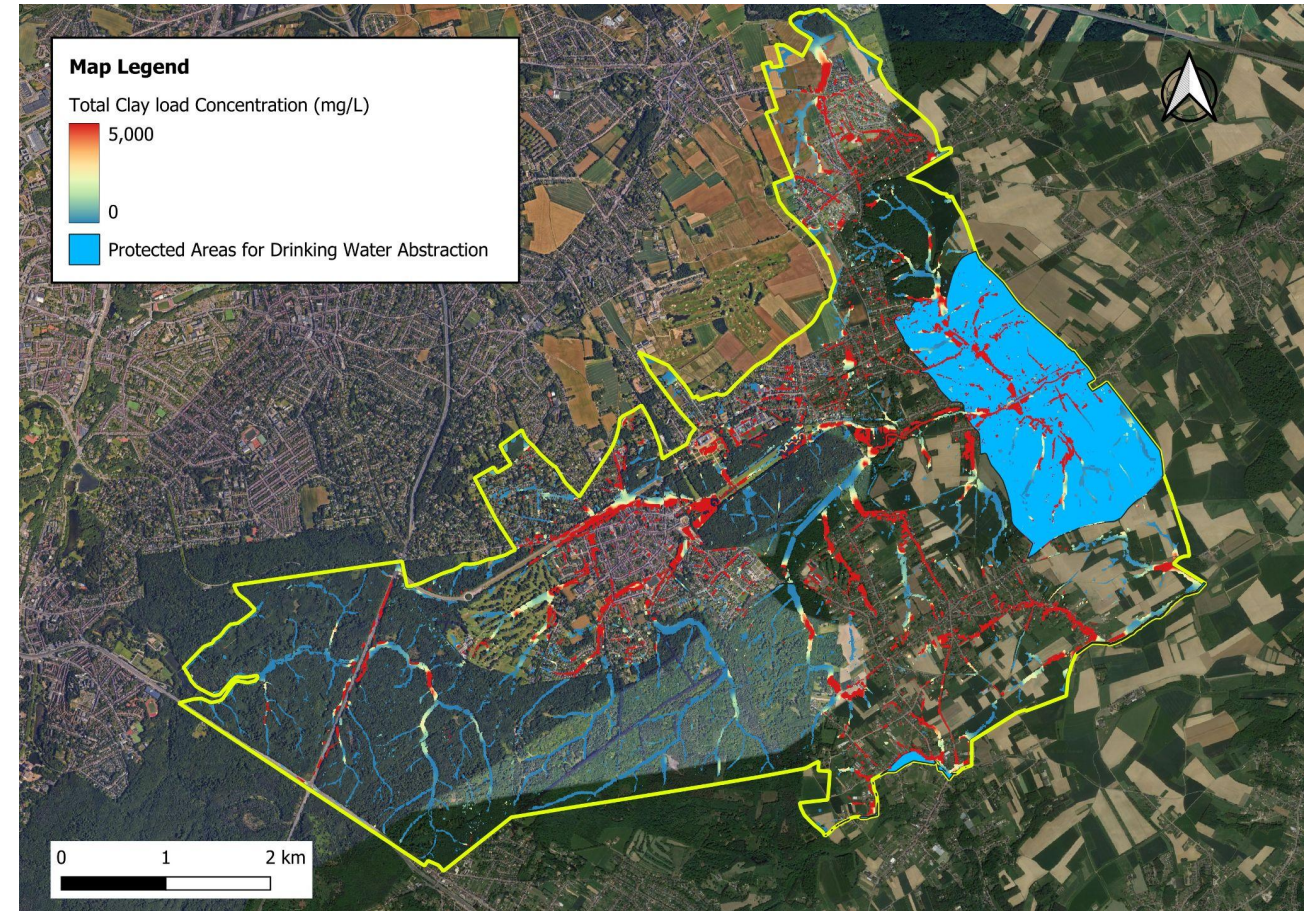 Map Legend
Total Clay load Concentration (mg/L)
5,000
0
Protected Areas for Drinking Water Abstraction
0 1 2 km